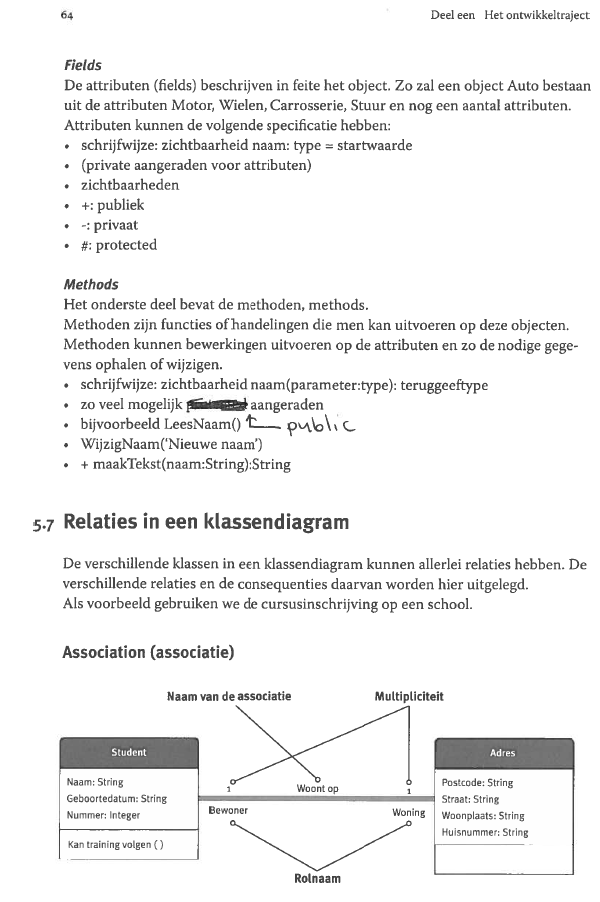 64
Deel een Het ontwikkeltraject
Fields
De attributen (fields) beschrijven in feite het object. Zo zal een object Auto bestaan
uit de attributen Motor, Wielen, Carrosserie, Stuur en nog een aantal attributen.
Attributen kunnen de volgende specificatie hebben:
• schrijfwijze: zichtbaarheid naam: type = startwaarde
• (private aangeraden voor attributen)
• zichtbaarheden
• +: publiek
• -: privaat
• #: protected
Methods
Het onderste deel bevat de methoden, methods.
Methoden zijn functies of handelingen die men kan uitvoeren op deze objecten.
Methoden kunnen bewerkingen uitvoeren op de attributen en zo de nodige gege-
vens ophalen of wijzigen.
• schrijfwijze: zichtbaarheid naam(parameter:type): teruggeeftype
• zo veel mogelijk aangeraden
• bijvoorbeeld LeesNaam() public
• WijzigNaam('Nieuwe naam')
• + maakTekst(naam:String):String
5.7 Relaties in een klassendiagram
De verschillende klassen in een klassendiagram kunnen allerlei relaties hebben. De
verschillende relaties en de consequenties daarvan worden hier uitgelegd.
Als voorbeeld gebruiken we de cursusinschrijving op een school.
Association (associatie)
Naam van de associatie
Multipliciteit
Student
Naam: String
Geboortedatum: String
Nummer: Integer
Kan training volgen ( )
1
Woont op
1
Bewoner
Woning
Rolnaam
Adres
Postcode: String
Straat: String
Woonplaats: String
Huisnummer: String